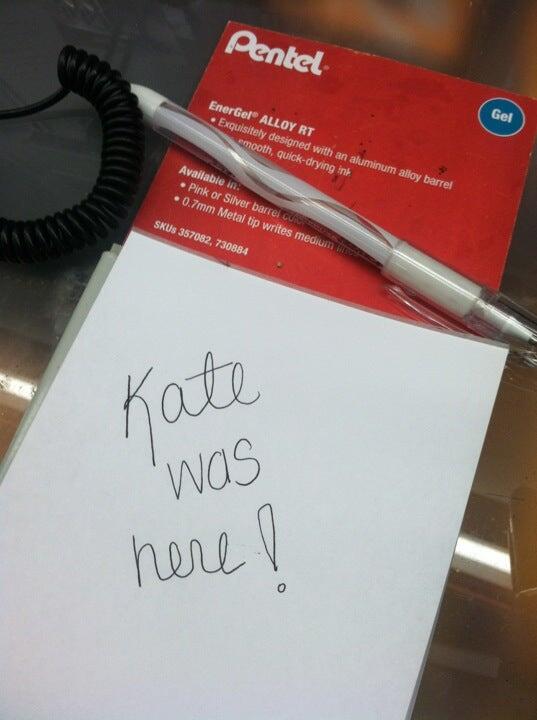 Pentel®
Gel
EnerGel® ALLOY RT
• Exquisitely designed with an aluminum alloy barrel
smooth, quick-drying ink
Available in:
• Pink or Silver barrel
• 0.7mm Metal tip writes medium lines
SKUs 357082, 730884
Kate
was
here!